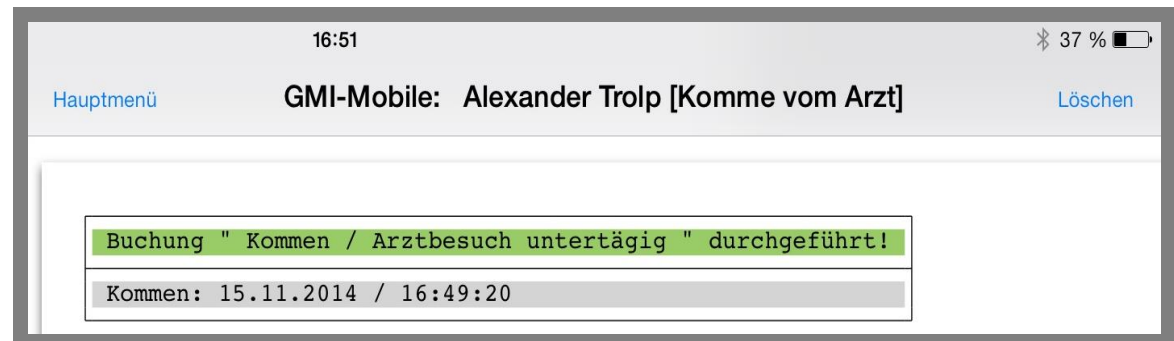 16:51
37 %
Hauptmenü
GMI-Mobile: Alexander Trolp [Komme vom Arzt]
Löschen
Buchung " Kommen / Arztbesuch untertägig " durchgeführt!
Kommen: 15.11.2014 / 16:49:20